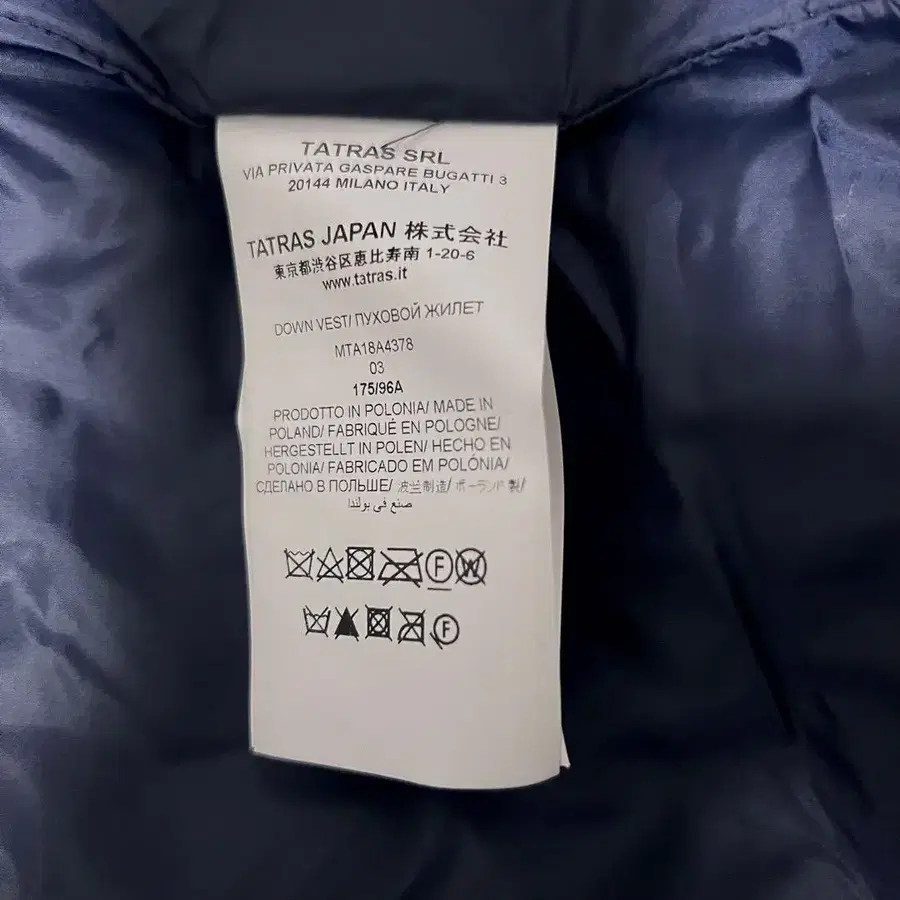 TATRAS SRL
VIA PRIVATA GASPARE BUGATTI 3
20144 MILANO ITALY
TATRAS JAPAN 株式会社
東京都渋谷区恵比寿南 1-20-6
www.tatras.it
DOWN VEST/ ПУХОВОЙ ЖИЛЕТ
MTA18A4378
03
175/96A
PRODOTTO IN POLONIA/ MADE IN
POLAND/ FABRIQUÉ EN POLOGNE/
HERGESTELLT IN POLEN/ HECHO EN
POLONIA/ FABRICADO EM POLÓNIA/
СДЕЛАНО В ПОЛЬШЕ/ 波兰制造/ ポーランド製/
صنع في بولندا
F W
F